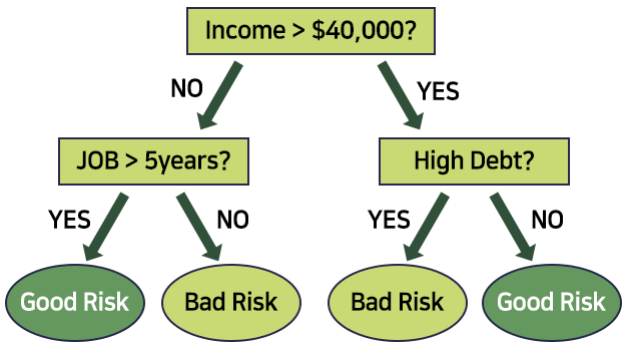 Income > $40,000?
NO
YES
JOB > 5years?
High Debt?
YES
NO
YES
NO
Good Risk
Bad Risk
Bad Risk
Good Risk